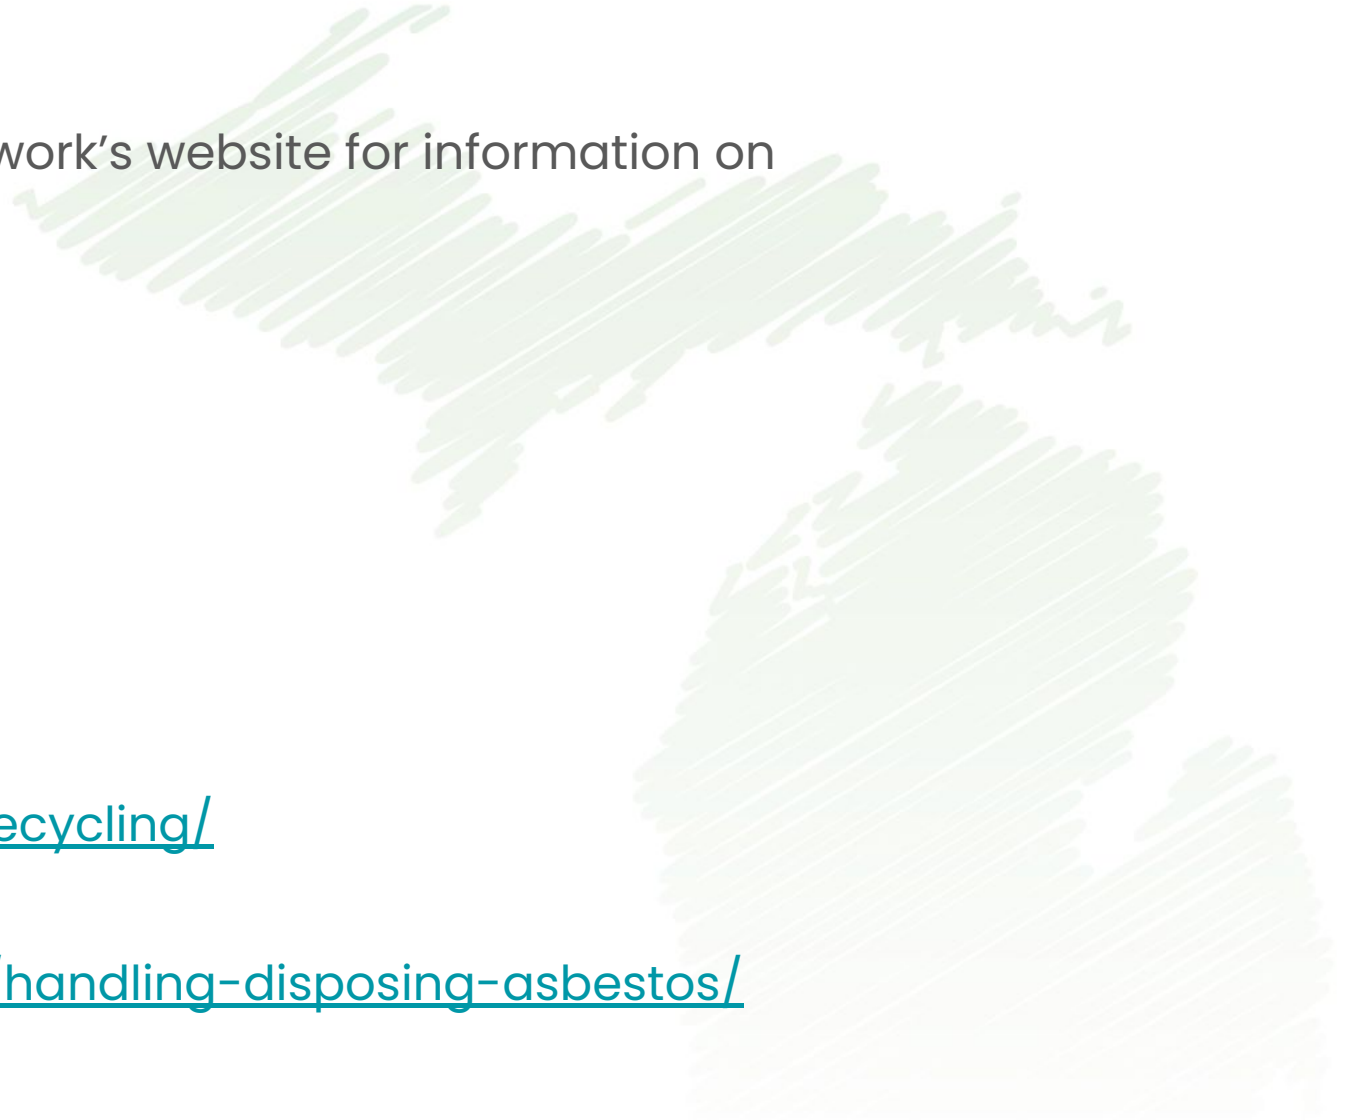 work's website for information on
ecycling/
/handling-disposing-asbestos/